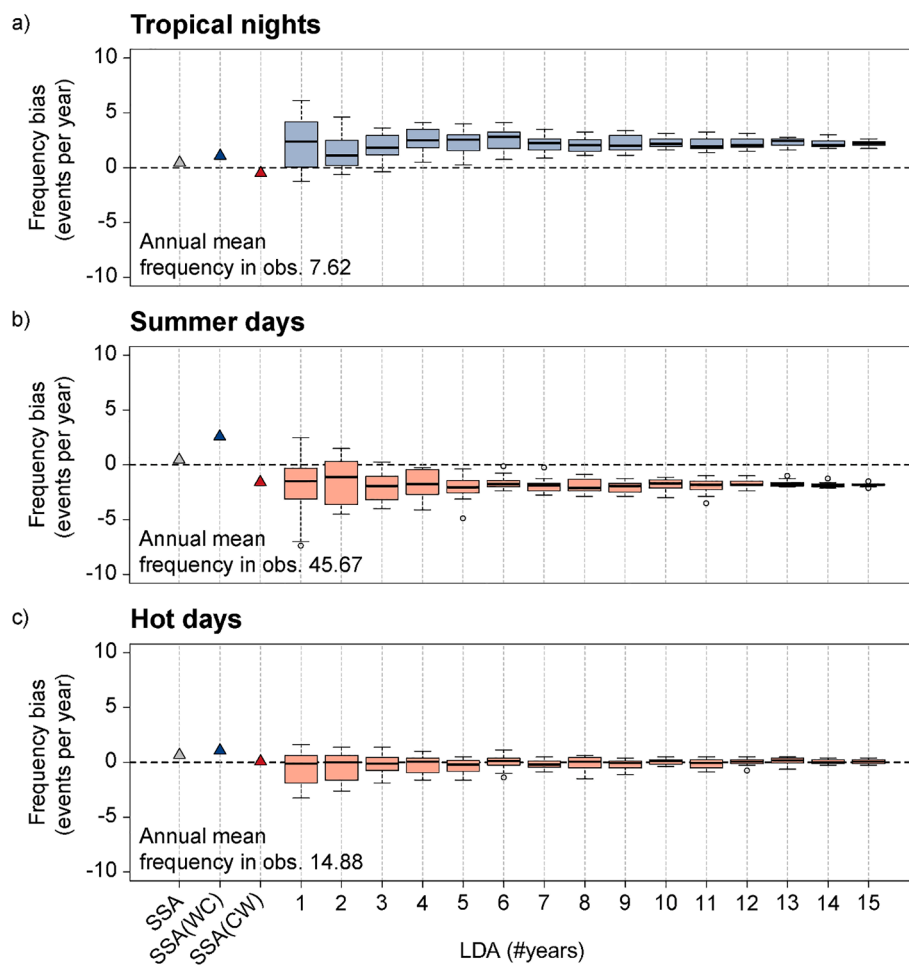 a) Tropical nights
Frequency bias
(events per year)
10
5
0
-5
-10
Annual mean
frequency in obs. 7.62
b) Summer days
Frequency bias
(events per year)
10
5
0
-5
-10
Annual mean
frequency in obs. 45.67
c) Hot days
Frequency bias
(events per year)
10
5
0
-5
-10
Annual mean
frequency in obs. 14.88
SSA SSA(WC) SSA(CW) 1 2 3 4 5 6 7 8 9 10 11 12 13 14 15
LDA (#years)